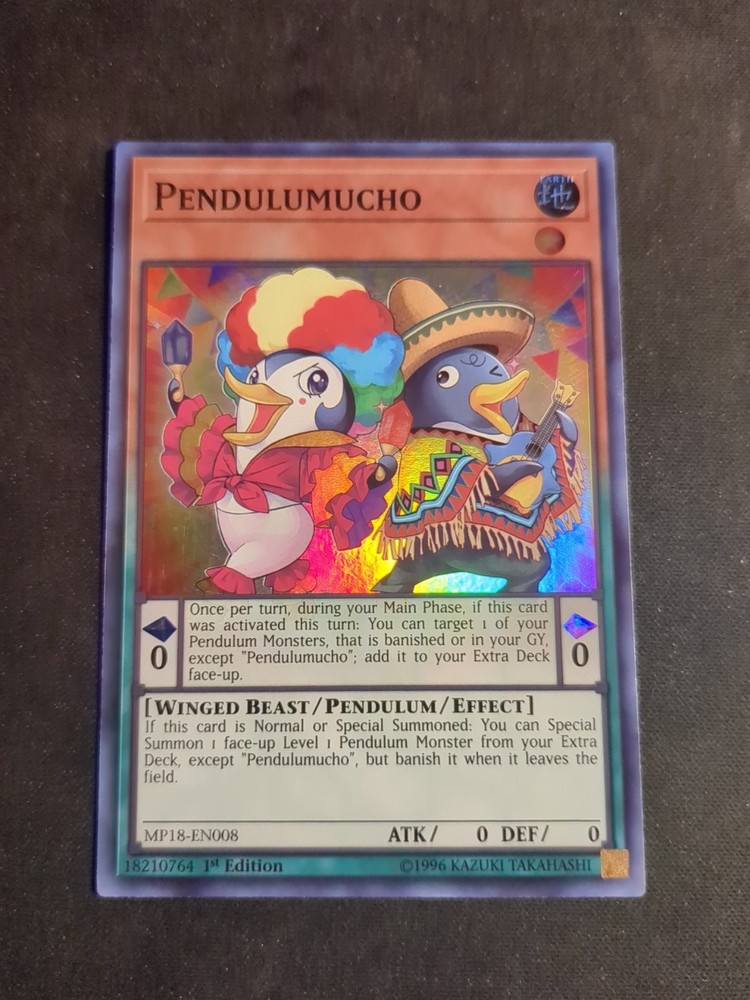 PENDULUMUCHO
EARTH
地
Once per turn, during your Main Phase, if this card
was activated this turn: You can target 1 of your
Pendulum Monsters, that is banished or in your GY,
except "Pendulumucho"; add it to your Extra Deck
face-up.
0
0
[WINGED BEAST/PENDULUM/EFFECT]
If this card is Normal or Special Summoned: You can Special
Summon 1 face-up Level 1 Pendulum Monster from your Extra
Deck, except "Pendulumucho", but banish it when it leaves the
field.
MP18-EN008 ATK/ 0 DEF/ 0
18210764 1st Edition ©1996 KAZUKI TAKAHASHI